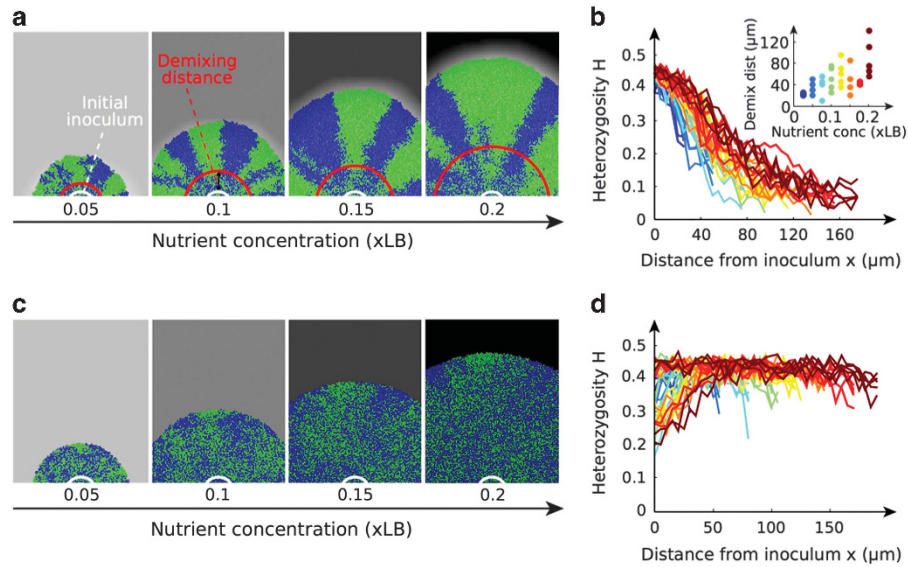 a
Demixing
distance
Initial
inoculum
0.05
0.1
0.15
0.2
Nutrient concentration (xLB)
b
Heterozygosity H
0.5
0.4
0.3
0.2
0.1
0
0
40
80
120
160
Distance from inoculum x (µm)
Demix dist (µm)
140
120
80
40
0
0.0
0.1
0.2
Nutrient conc (xLB)
c
0.05
0.1
0.15
0.2
Nutrient concentration (xLB)
d
Heterozygosity H
0.5
0.4
0.3
0.2
0.1
0
0
50
100
150
Distance from inoculum x (µm)